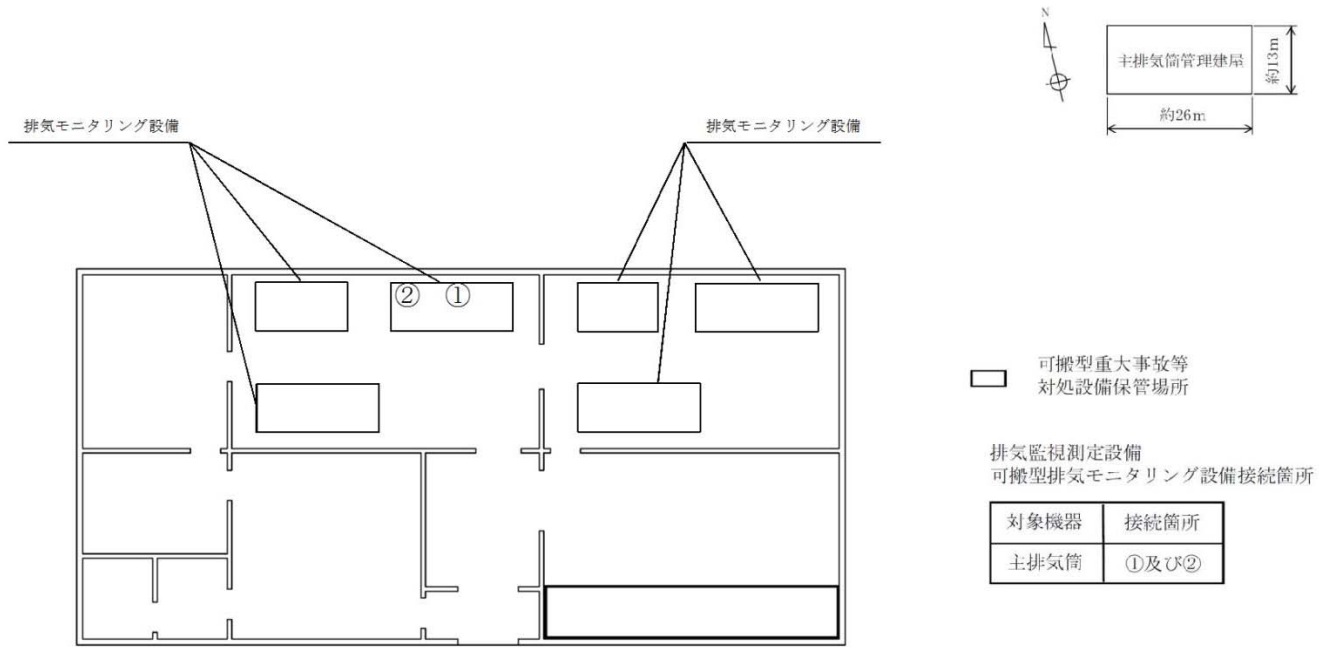 N
主排気筒管理建屋
約13m
約26m
排気モニタリング設備
排気モニタリング設備
② ①
可搬型重大事故等
対処設備保管場所
排気監視測定設備
可搬型排気モニタリング設備接続箇所
対象機器 接続箇所
主排気筒 ①及び②